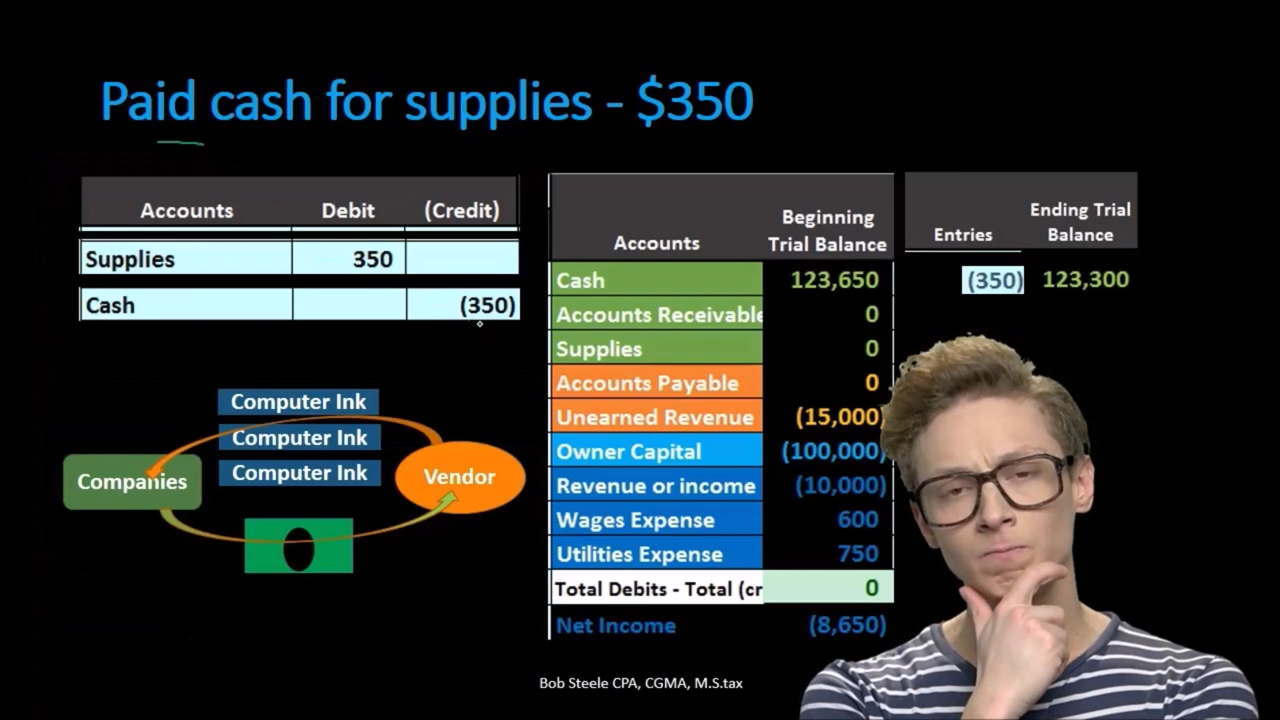 Paid cash for supplies - $350
Accounts Debit (Credit)
Supplies 350
Cash (350)
Computer Ink
Computer Ink
Computer Ink
Companies
Vendor
Accounts Beginning Trial Balance
Cash 123,650
Accounts Receivable 0
Supplies 0
Accounts Payable 0
Unearned Revenue (15,000)
Owner Capital (100,000)
Revenue or income (10,000)
Wages Expense 600
Utilities Expense 750
Total Debits - Total (cr 0
Net Income (8,650)
Entries Ending Trial Balance
(350) 123,300
Bob Steele CPA, CGMA, M.S.tax